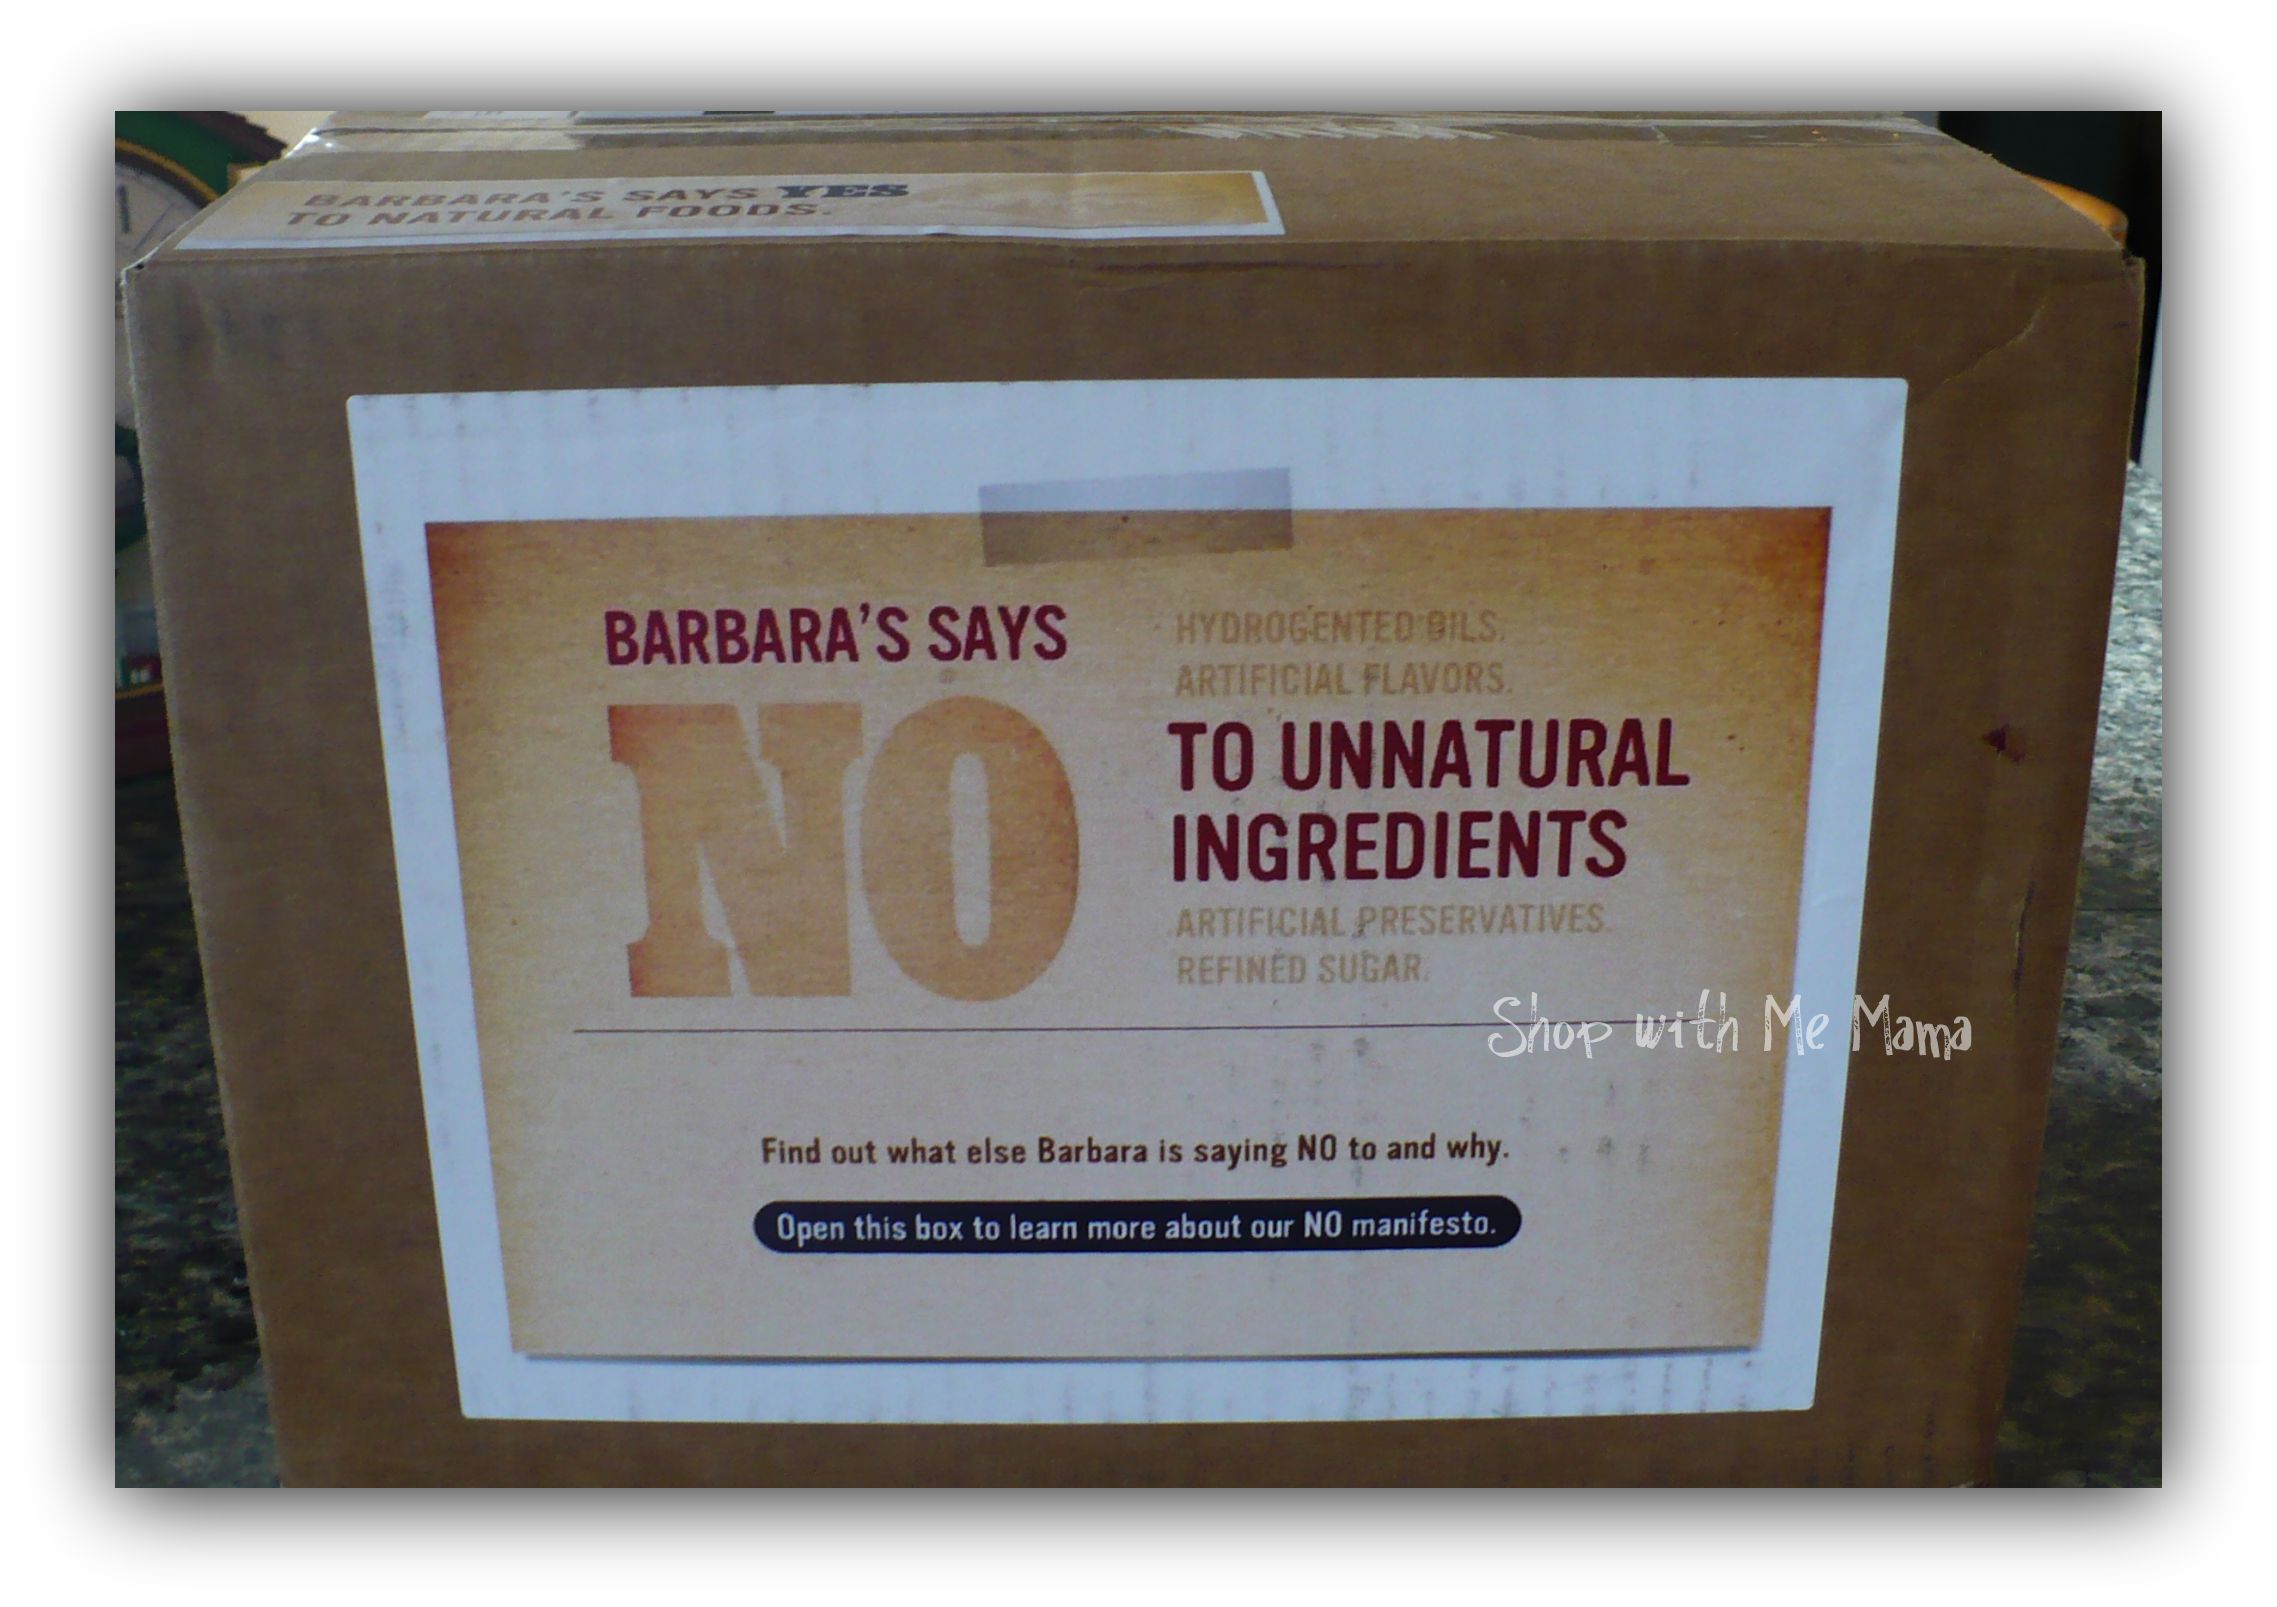 BARBARA'S SAYS YES
TO NATURAL FOODS.
BARBARA'S SAYS
NO
HYDROGENTED OILS.
ARTIFICIAL FLAVORS.
TO UNNATURAL
INGREDIENTS
ARTIFICIAL PRESERVATIVES.
REFINED SUGAR.
Shop with Me Mama
Find out what else Barbara is saying NO to and why.
Open this box to learn more about our NO manifesto.